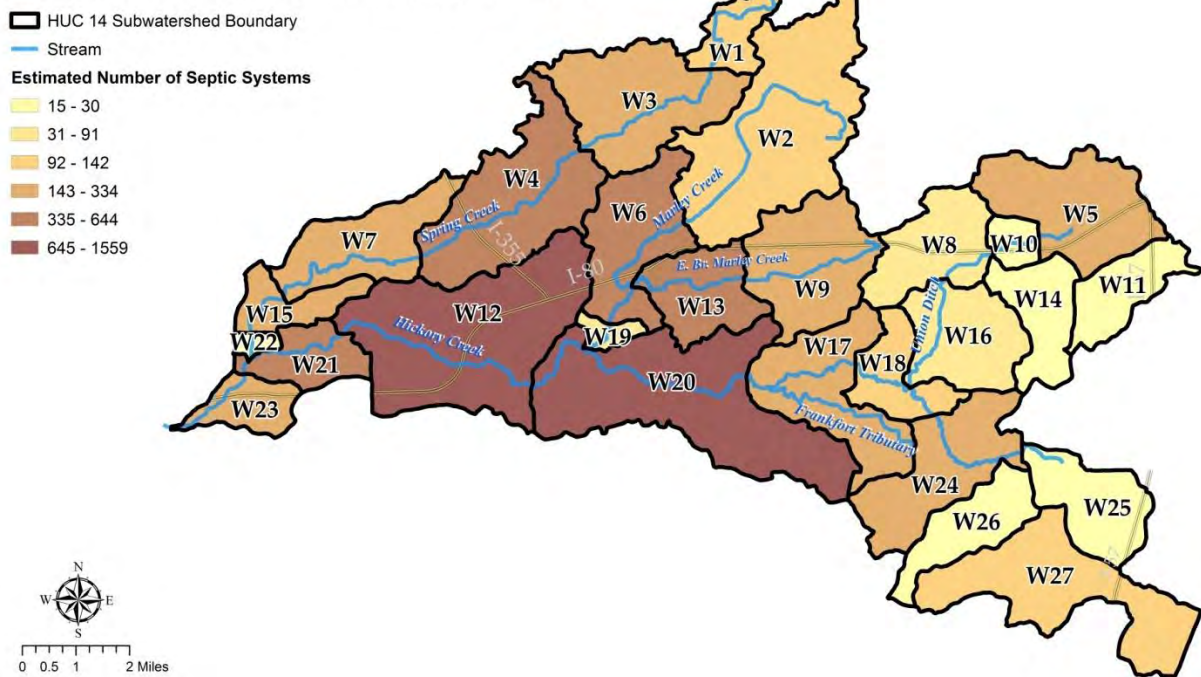 HUC 14 Subwatershed Boundary
Stream
Estimated Number of Septic Systems
15 - 30
31 - 91
92 - 142
143 - 334
335 - 644
645 - 1559
W1
W3
W2
W4
W6
Marley Creek
W5
W7
Spring Creek
I-355
W8
W10
E. Br. Marley Creek
I-80
W11
W15
W12
W13
W9
W14
Union Ditch
W16
W22
Hickory Creek
W19
W17
W18
W21
W20
W23
Frankfort Tributary
W24
W25
W26
W27
N
W E
S
0 0.5 1 2 Miles